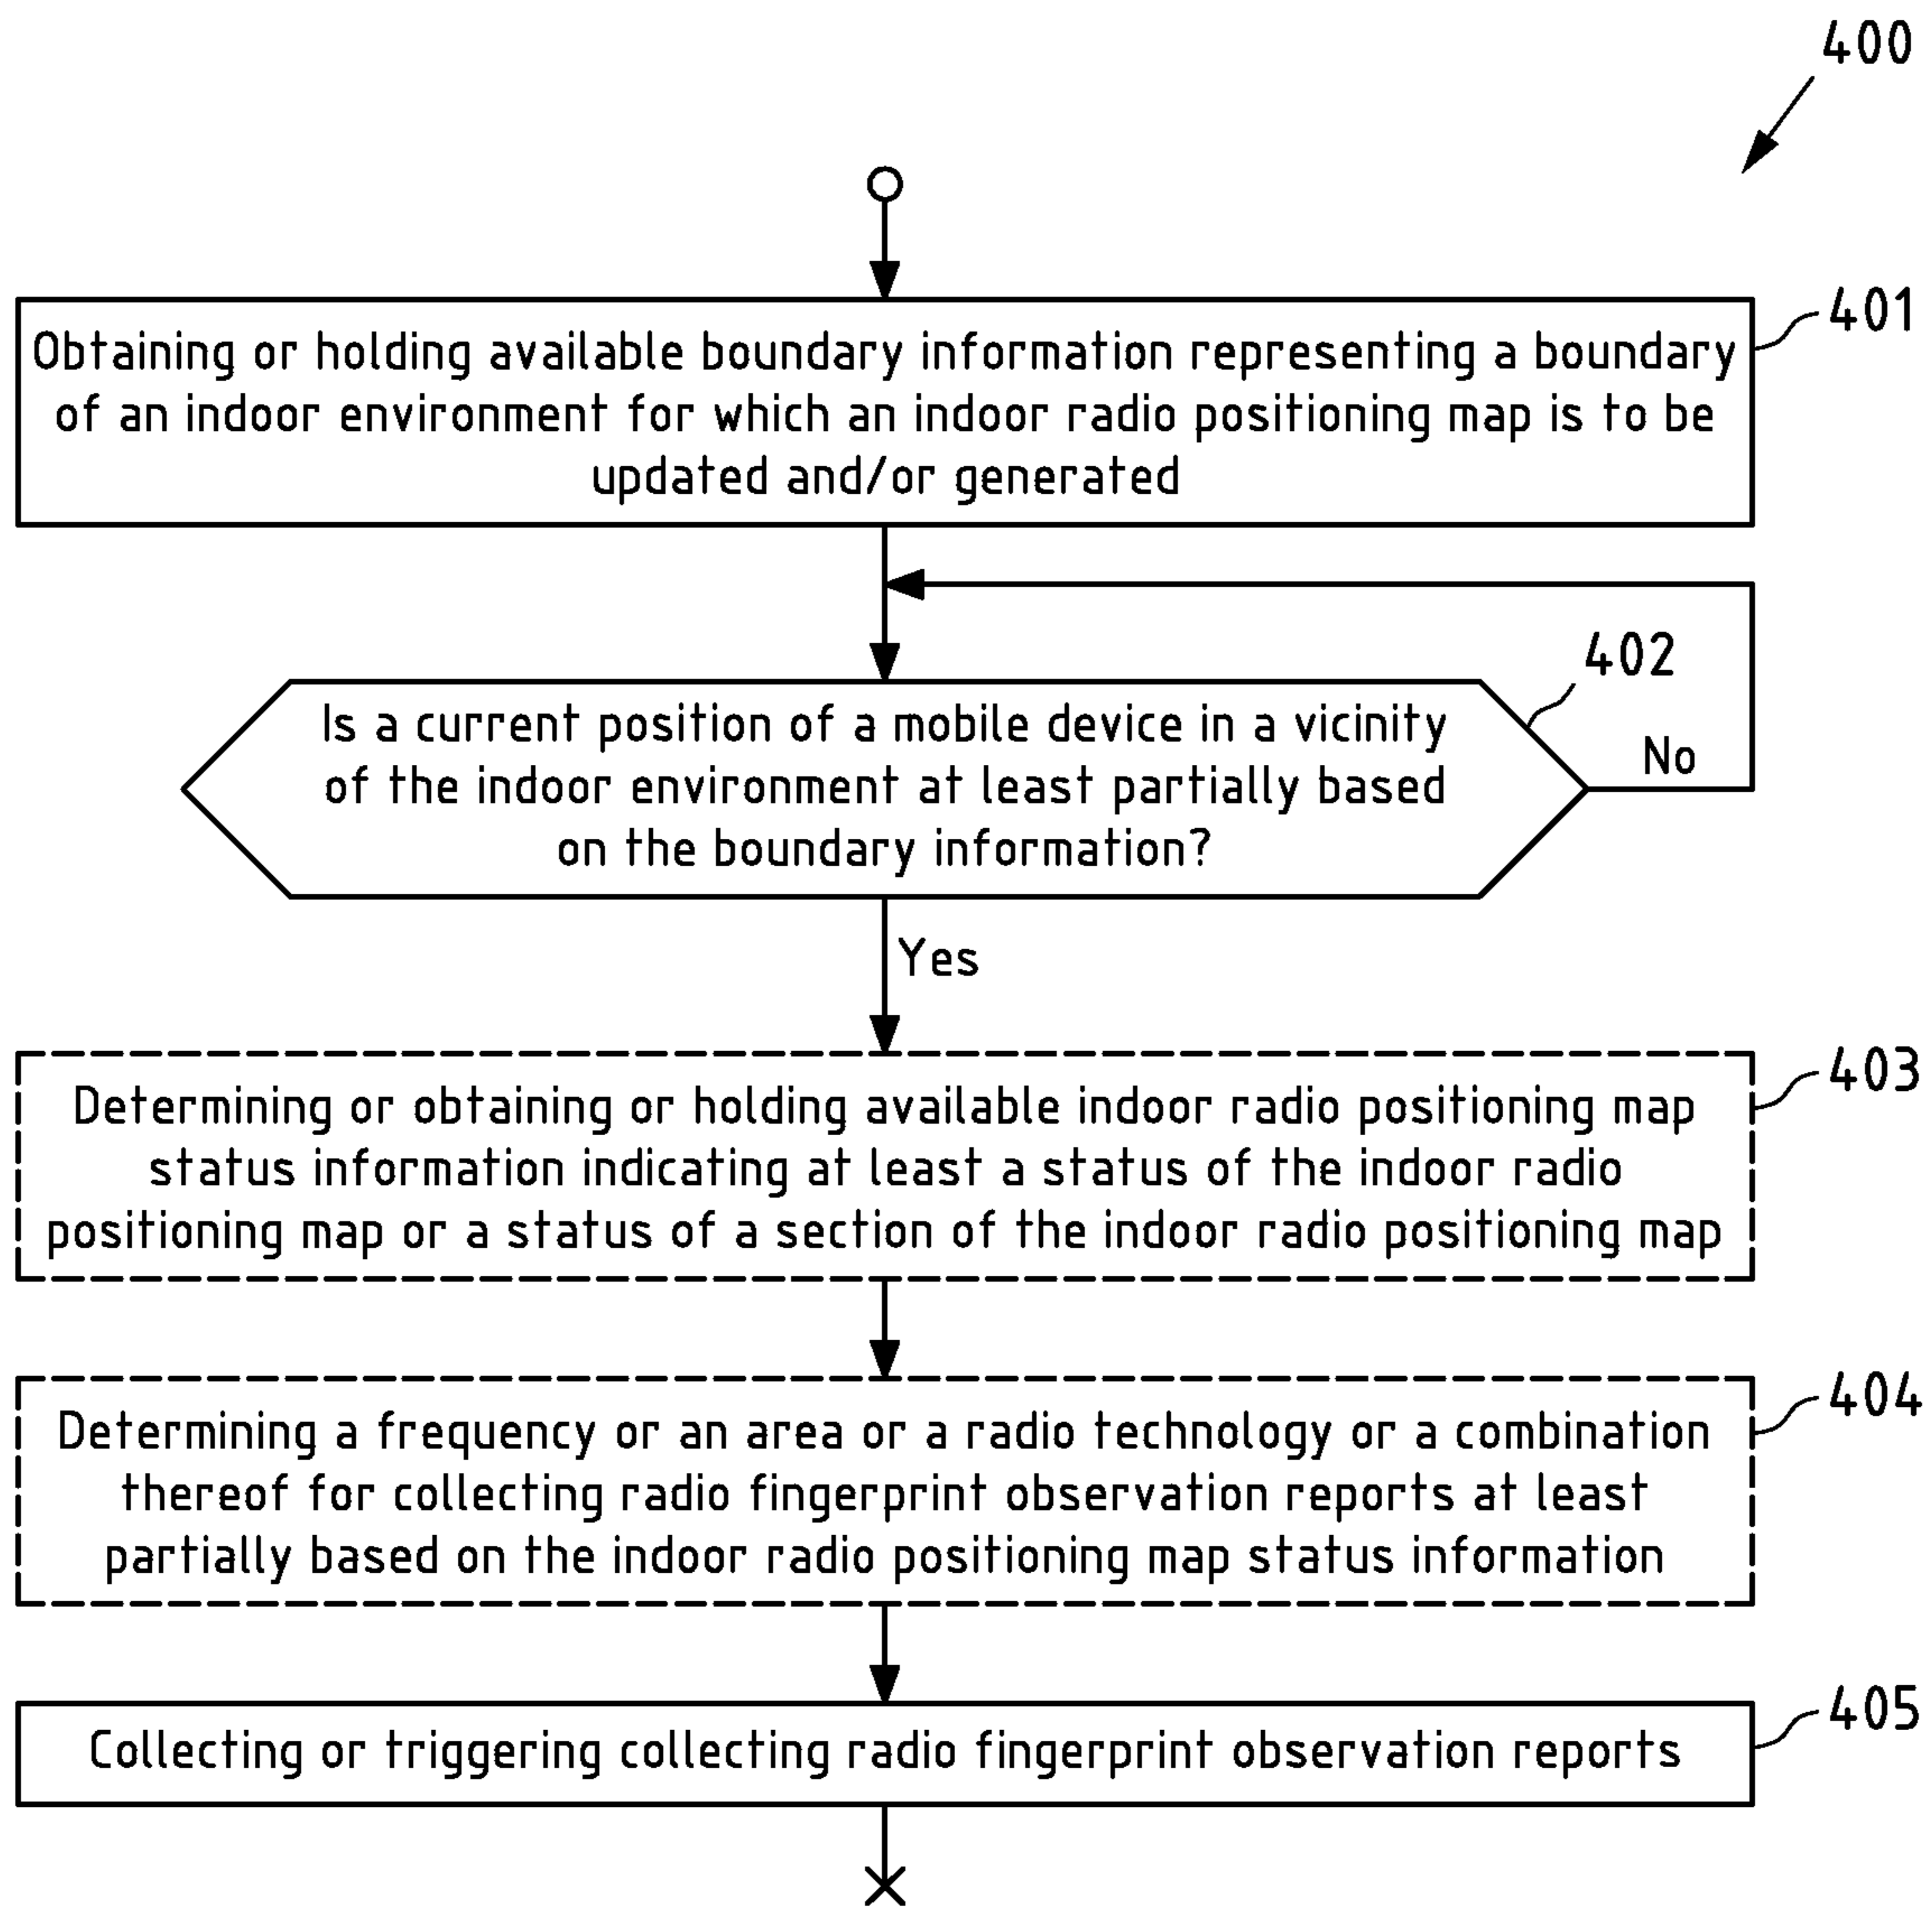 400
401
Obtaining or holding available boundary information representing a boundary
of an indoor environment for which an indoor radio positioning map is to be
updated and/or generated
402
Is a current position of a mobile device in a vicinity
of the indoor environment at least partially based
on the boundary information?
No
Yes
403
Determining or obtaining or holding available indoor radio positioning map
status information indicating at least a status of the indoor radio
positioning map or a status of a section of the indoor radio positioning map
404
Determining a frequency or an area or a radio technology or a combination
thereof for collecting radio fingerprint observation reports at least
partially based on the indoor radio positioning map status information
405
Collecting or triggering collecting radio fingerprint observation reports